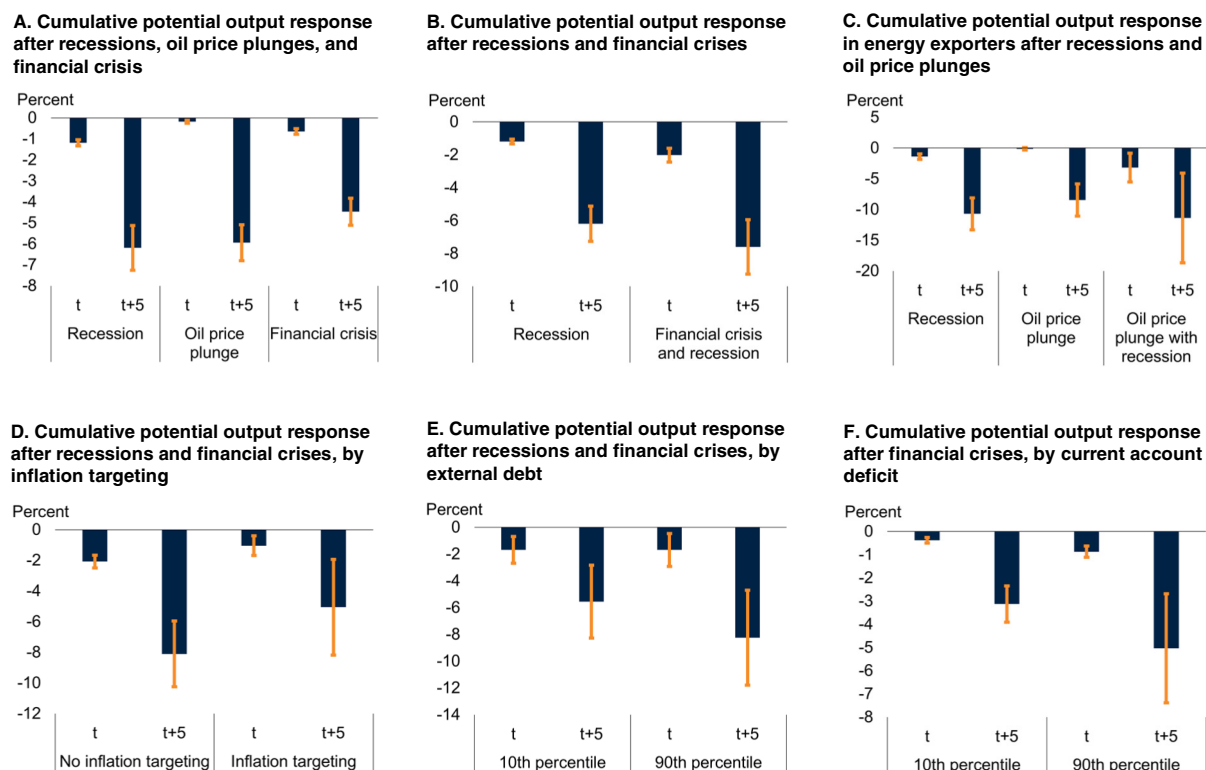 A. Cumulative potential output response
after recessions, oil price plunges, and
financial crisis
Percent
0
-1
-2
-3
-4
-5
-6
-7
-8
t t+5 t t+5 t t+5
Recession Oil price Financial crisis
plunge
B. Cumulative potential output response
after recessions and financial crises
Percent
0
-2
-4
-6
-8
-10
t t+5 t t+5
Recession Financial crisis
and recession
C. Cumulative potential output response
in energy exporters after recessions and
oil price plunges
Percent
5
0
-5
-10
-15
-20
t t+5 t t+5 t t+5
Recession Oil price Oil price
plunge plunge with
recession
D. Cumulative potential output response
after recessions and financial crises, by
inflation targeting
Percent
0
-2
-4
-6
-8
-10
-12
t t+5 t t+5
No inflation targeting Inflation targeting
E. Cumulative potential output response
after recessions and financial crises, by
external debt
Percent
0
-2
-4
-6
-8
-10
-12
-14
t t+5 t t+5
10th percentile 90th percentile
F. Cumulative potential output response
after financial crises, by current account
deficit
Percent
0
-1
-2
-3
-4
-5
-6
-7
-8
t t+5 t t+5
10th percentile 90th percentile